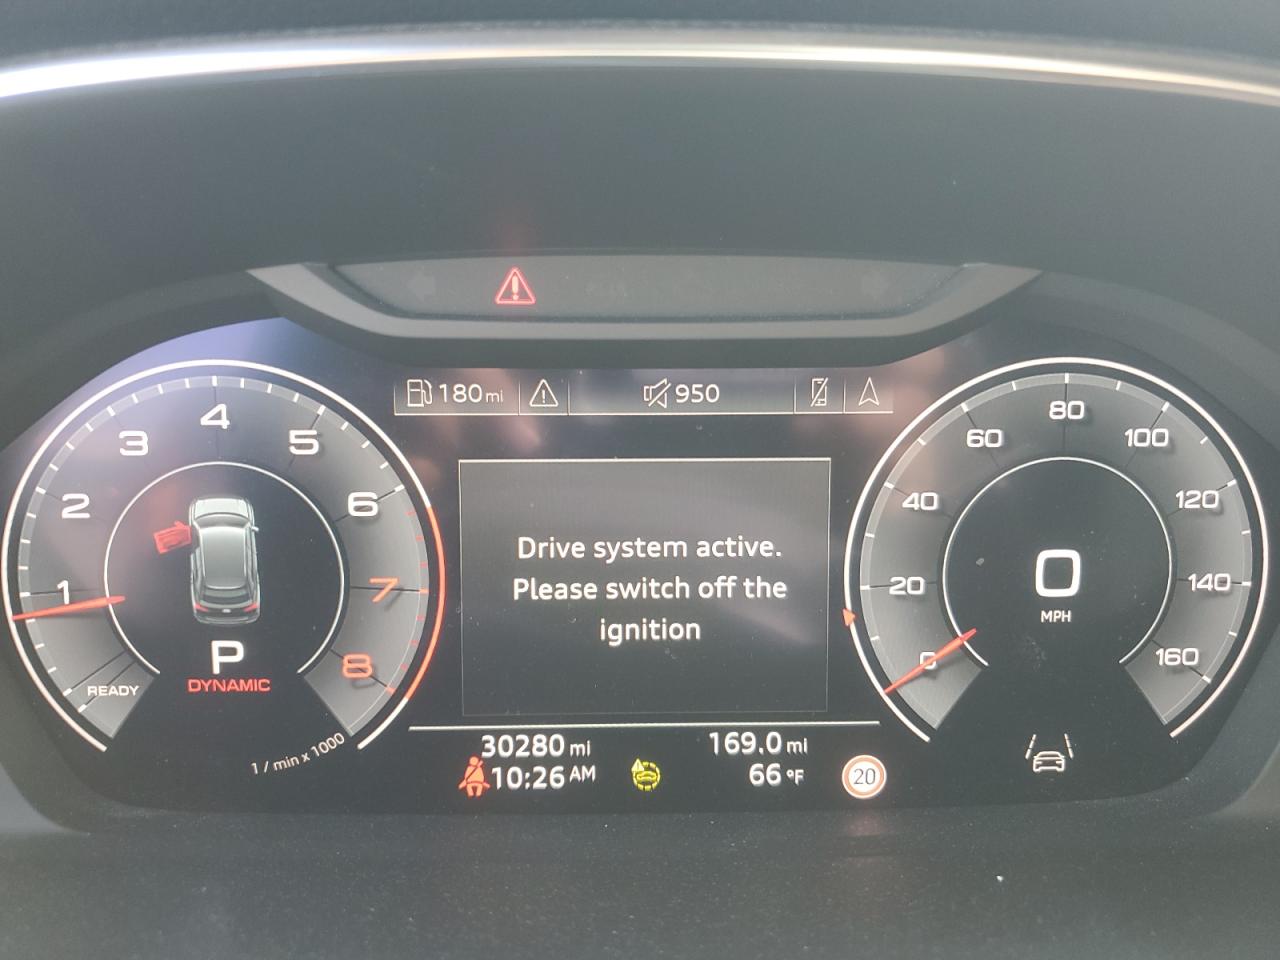 180 mi
950
1
2
3
4
5
6
7
8
READY
P
DYNAMIC
1 / min x 1000
Drive system active.
Please switch off the
ignition
0
20
40
60
80
100
120
140
160
0
MPH
30280 mi
10:26 AM
169.0 mi
66 °F
20